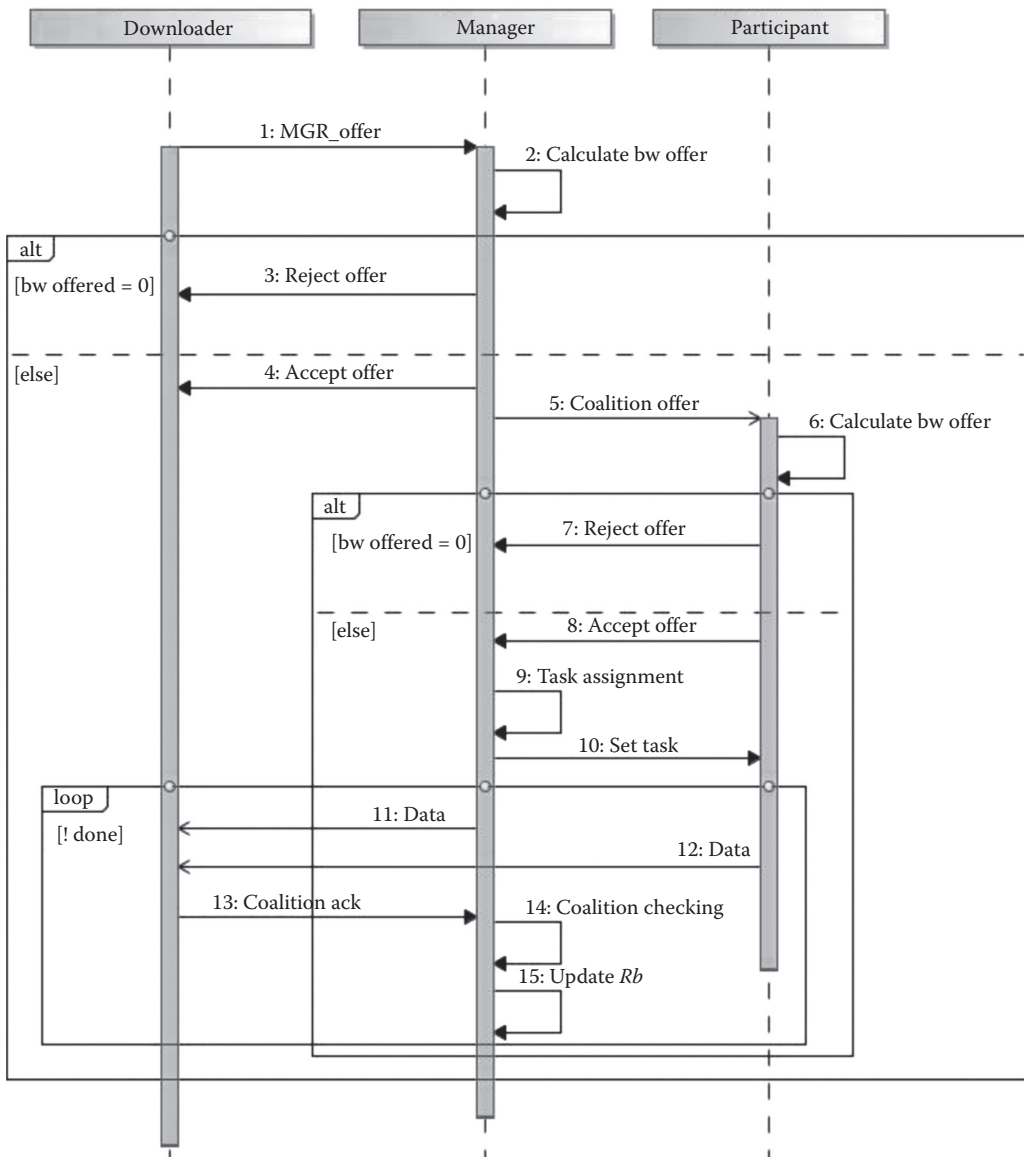 Downloader
Manager
Participant
1: MGR_offer
2: Calculate bw offer
alt
[bw offered = 0]
3: Reject offer
[else]
4: Accept offer
5: Coalition offer
6: Calculate bw offer
alt
[bw offered = 0]
7: Reject offer
[else]
8: Accept offer
9: Task assignment
10: Set task
loop
[! done]
11: Data
12: Data
13: Coalition ack
14: Coalition checking
15: Update Rb